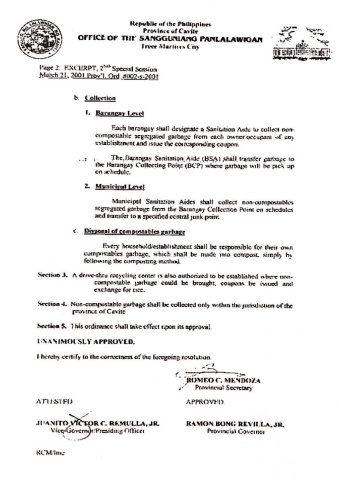 Republic of the Philippines
Province of Cavite
OFFICE OF THE SANGGUNIANG PANLALAWIGAN
Trece Martires City
Page 2: EXCERPT, 2nd Special Session
March 21, 2001 Prov'l. Ord. #002-s-2001
b. Collection
1. Barangay Level
Each barangay shall designate a Sanitation Aide to collect non-
compostable segregated garbage from each owner/occupant of any
establishment and issue the corresponding coupon.
The Barangay Sanitation Aide (BSA) shall transfer garbage to
the Barangay Collecting Point (BCP) where garbage will be pick up
on schedule.
2. Municipal Level
Municipal Sanitation Aides shall collect non-compostables
segregated garbage from the Barangay Collection Point on schedules
and transfer to a specified central junk point.
c. Disposal of compostables garbage
Every household/establishment shall be responsible for their own
compostables garbage, which shall be made into compost, simply by
following the composting method.
Section 3. A drive-thru recycling center is also authorized to be established where non-
compostable garbage could be brought, coupons be issued and
exchange for rice.
Section 4. Non-compostable garbage shall be collected only within the jurisdiction of the
province of Cavite
Section 5. This ordinance shall take effect upon its approval.
UNANIMOUSLY APPROVED.
I hereby certify to the correctness of the foregoing resolution.
ROMEO C. MENDOZA
Provincial Secretary
ATTESTED
APPROVED
JUANITO VICTOR C. REMULLA, JR.
Vice-Governor/Presiding Officer
RAMON BONG REVILLA, JR.
Provincial Governor
RCM/lmc